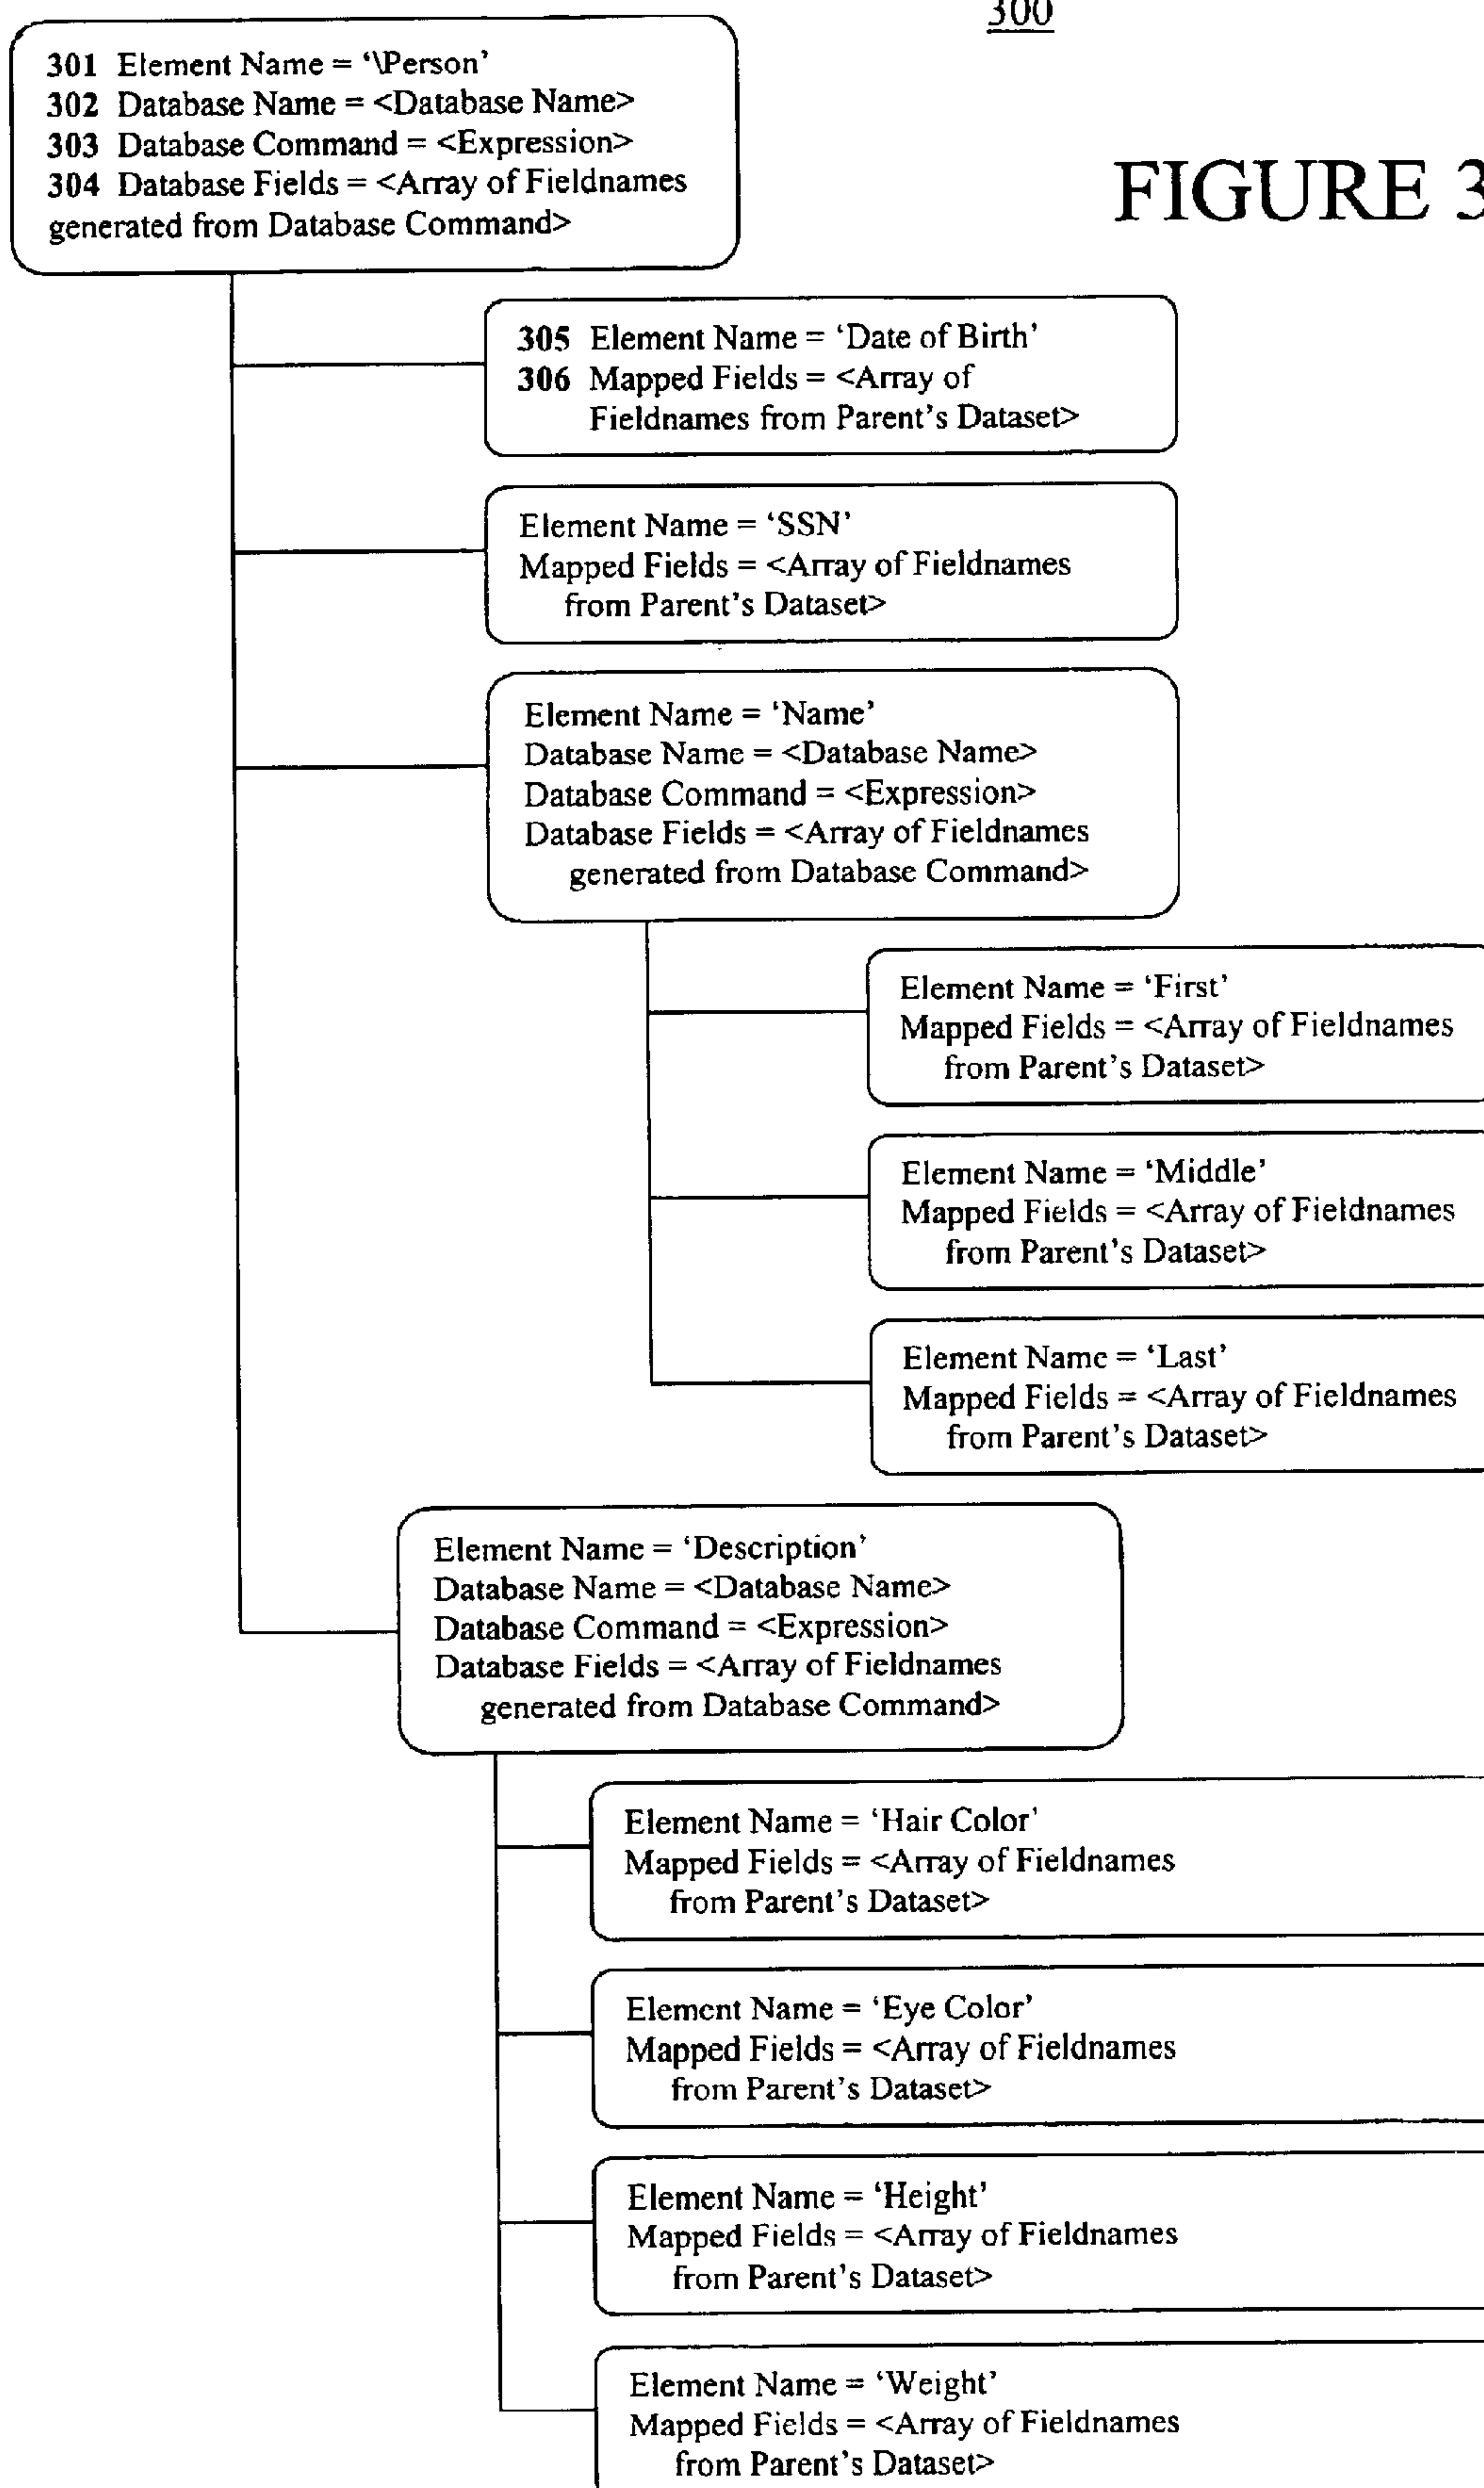 300
301 Element Name = ‘\Person’
302 Database Name = <Database Name>
303 Database Command = <Expression>
304 Database Fields = <Array of Fieldnames
generated from Database Command>
FIGURE 3
305 Element Name = ‘Date of Birth’
306 Mapped Fields = <Array of
Fieldnames from Parent’s Dataset>
Element Name = ‘SSN’
Mapped Fields = <Array of Fieldnames
from Parent’s Dataset>
Element Name = ‘Name’
Database Name = <Database Name>
Database Command = <Expression>
Database Fields = <Array of Fieldnames
generated from Database Command>
Element Name = ‘First’
Mapped Fields = <Array of Fieldnames
from Parent’s Dataset>
Element Name = ‘Middle’
Mapped Fields = <Array of Fieldnames
from Parent’s Dataset>
Element Name = ‘Last’
Mapped Fields = <Array of Fieldnames
from Parent’s Dataset>
Element Name = ‘Description’
Database Name = <Database Name>
Database Command = <Expression>
Database Fields = <Array of Fieldnames
generated from Database Command>
Element Name = ‘Hair Color’
Mapped Fields = <Array of Fieldnames
from Parent’s Dataset>
Element Name = ‘Eye Color’
Mapped Fields = <Array of Fieldnames
from Parent’s Dataset>
Element Name = ‘Height’
Mapped Fields = <Array of Fieldnames
from Parent’s Dataset>
Element Name = ‘Weight’
Mapped Fields = <Array of Fieldnames
from Parent’s Dataset>